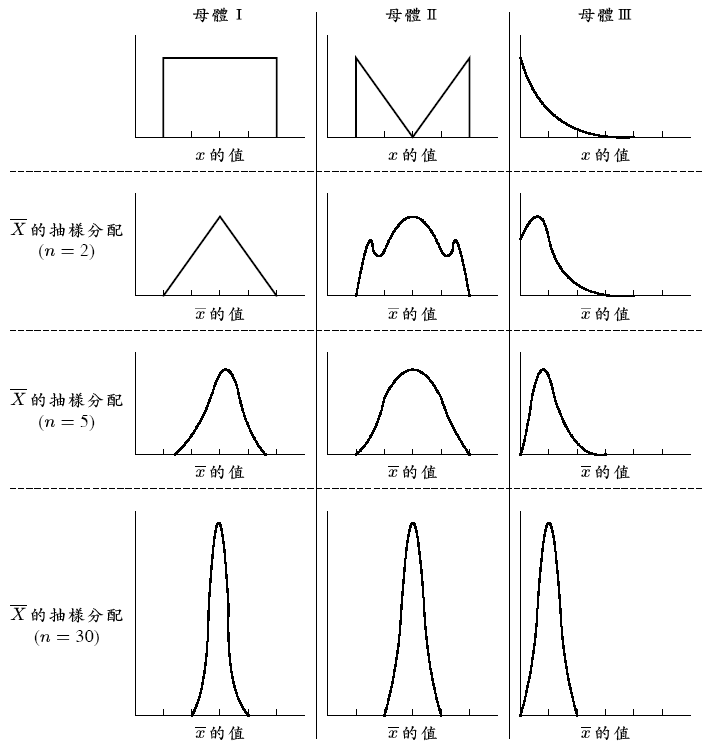 母體 I
母體 II
母體 III
x 的值
x 的值
x 的值
X̅ 的抽樣分配
(n = 2)
x̅ 的值
x̅ 的值
x̅ 的值
X̅ 的抽樣分配
(n = 5)
x̅ 的值
x̅ 的值
x̅ 的值
X̅ 的抽樣分配
(n = 30)
x̅ 的值
x̅ 的值
x̅ 的值